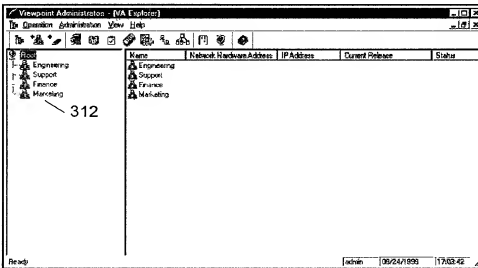 Viewpoint Administrator - [VA Explorer]
Operation Administration View Help
Name Network Hardware Address IP Address Current Release Status
Engineering
Support
Finance
Marketing
Engineering
Support
Finance
Marketing
312
Ready admin 09/24/1999 17:03:42